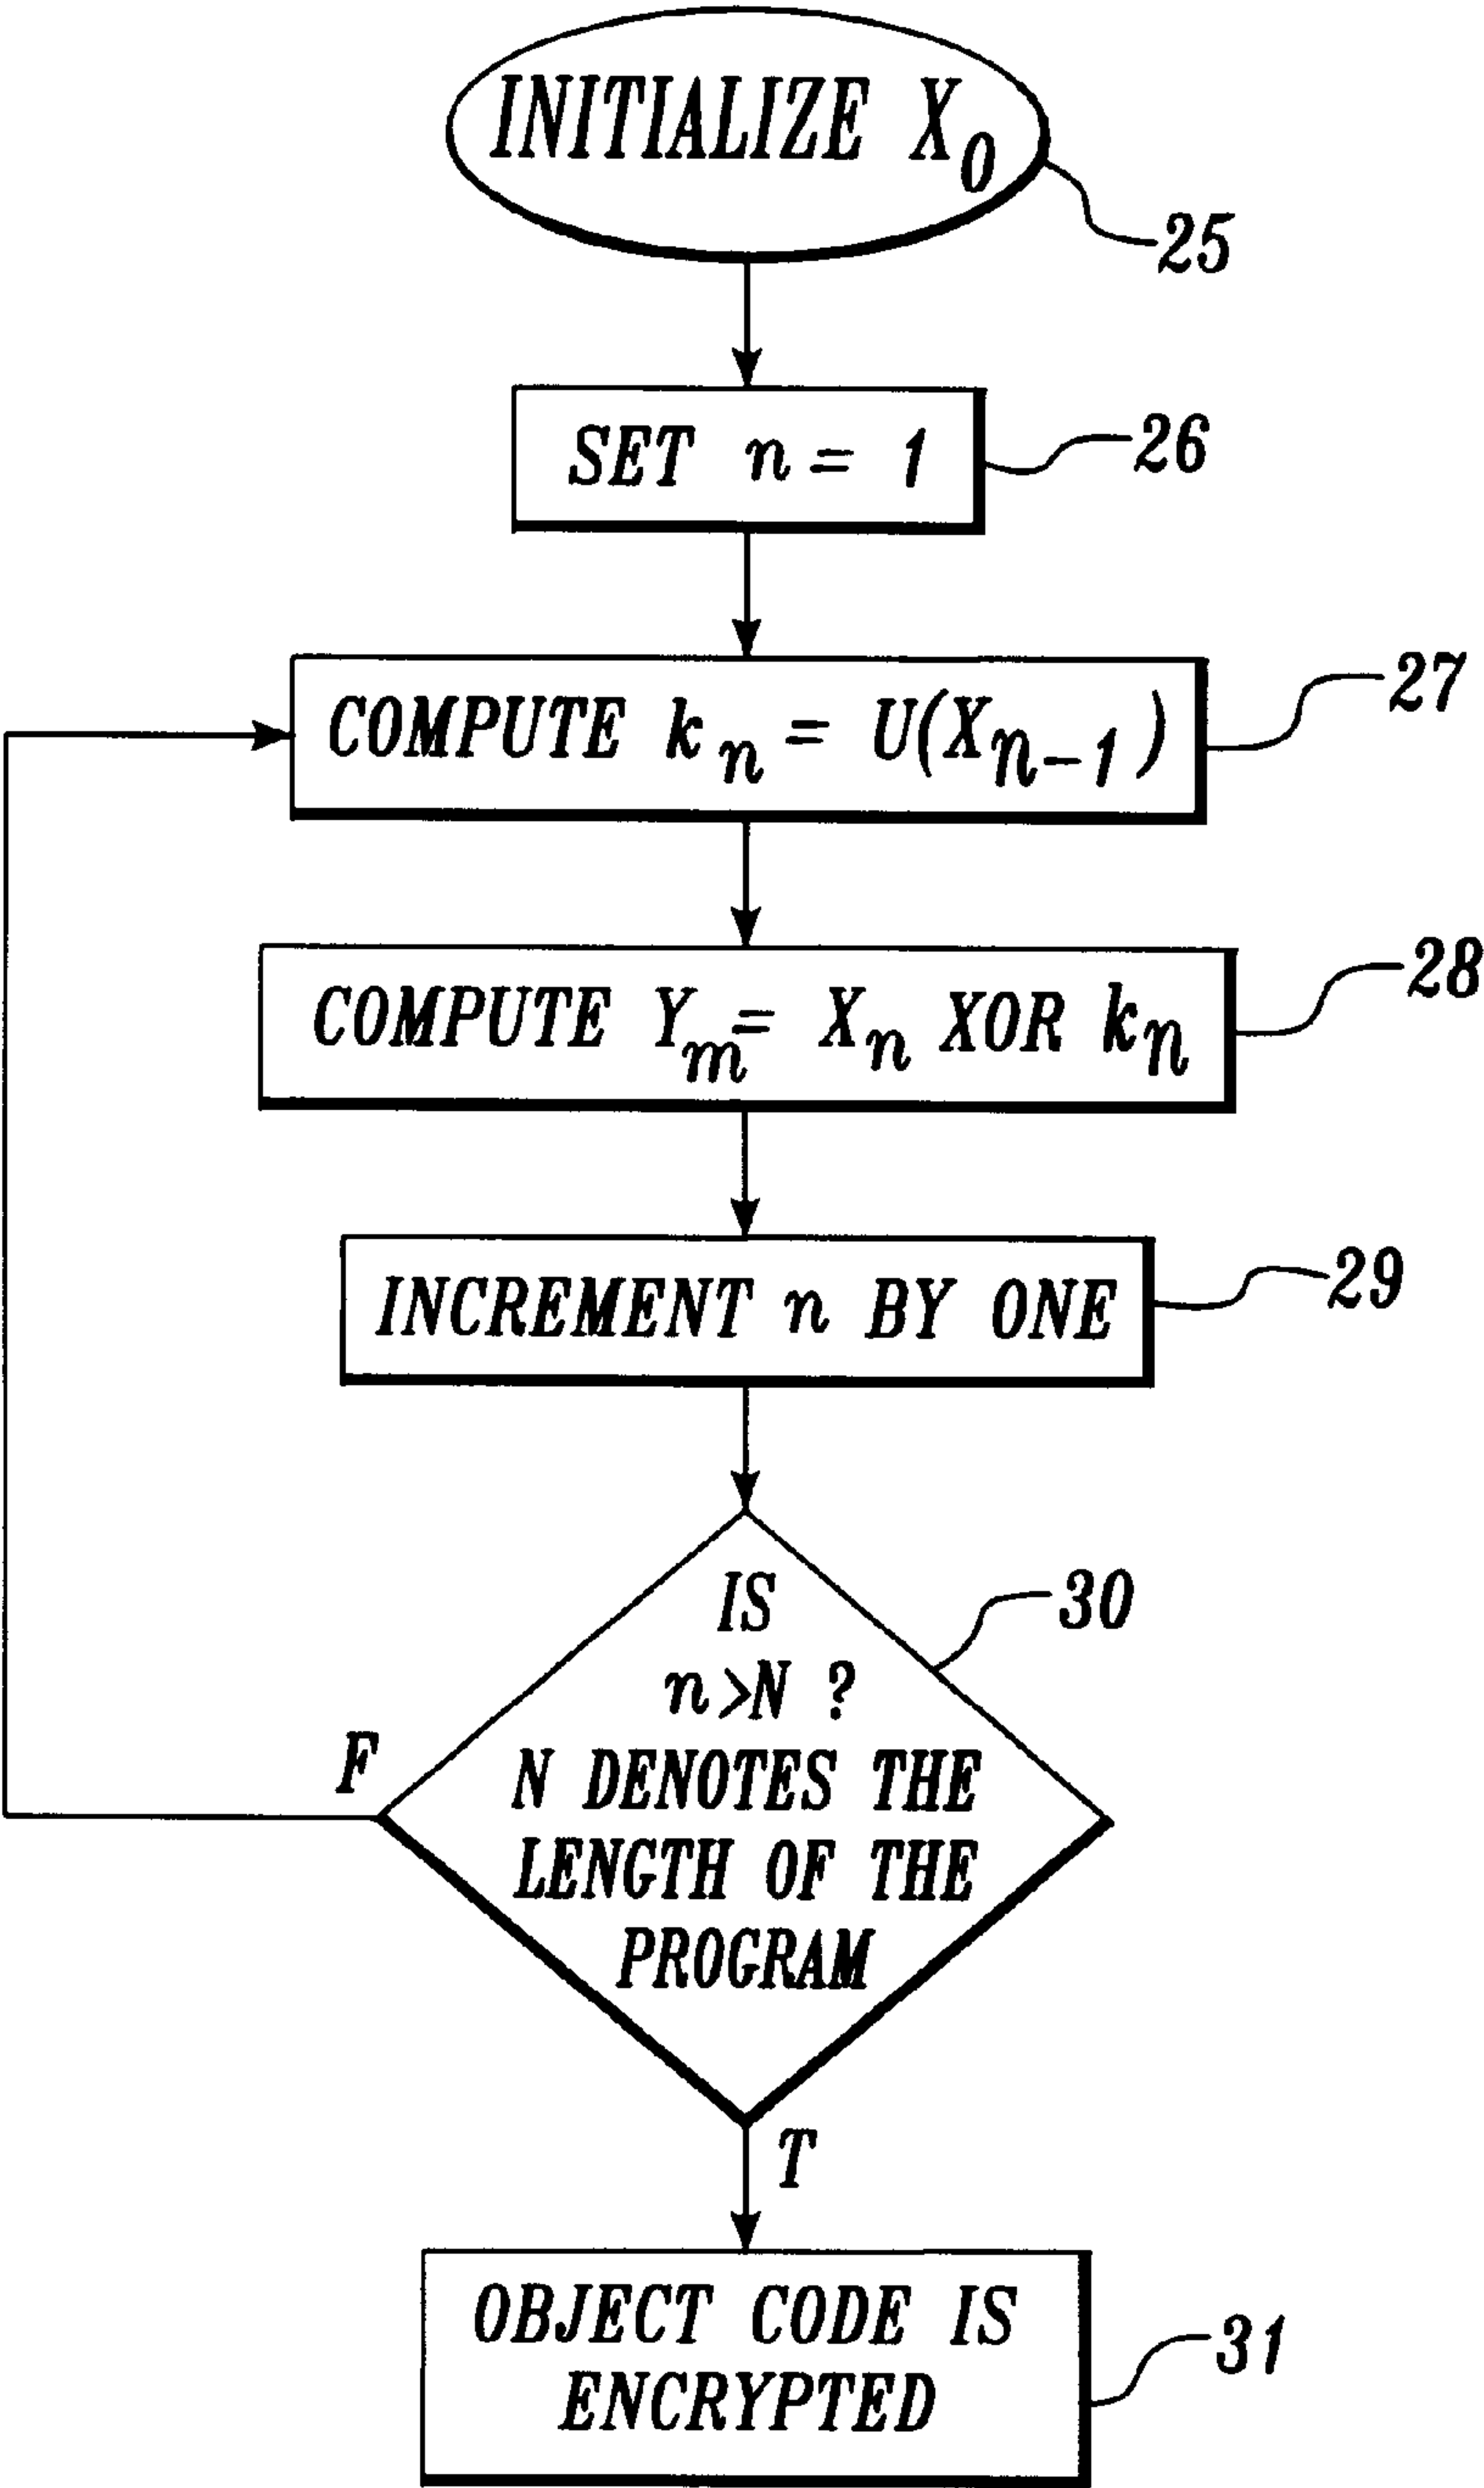 INITIALIZE X0
25
SET n = 1
26
COMPUTE kn = U(Xn-1)
27
COMPUTE Ym = Xn XOR kn
28
INCREMENT n BY ONE
29
IS
n>N ?
N DENOTES THE
LENGTH OF THE
PROGRAM
30
F
T
OBJECT CODE IS
ENCRYPTED
31